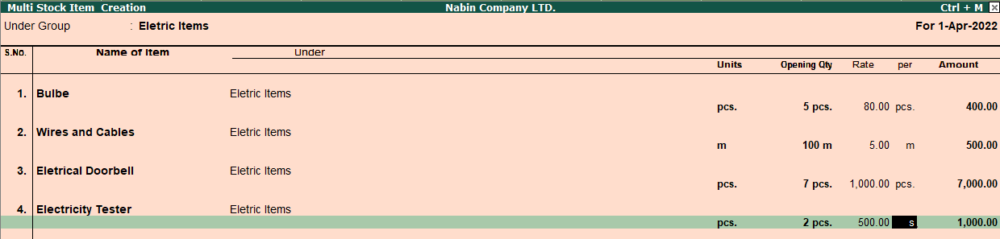 Multi Stock Item Creation Nabin Company LTD. Ctrl + M
Under Group : Eletric Items For 1-Apr-2022
S.No. Name of Item Under
Units Opening Qty Rate per Amount
1. Bulbe Eletric Items
pcs. 5 pcs. 80.00 pcs. 400.00
2. Wires and Cables Eletric Items
m 100 m 5.00 m 500.00
3. Eletrical Doorbell Eletric Items
pcs. 7 pcs. 1,000.00 pcs. 7,000.00
4. Electricity Tester Eletric Items
pcs. 2 pcs. 500.00 s 1,000.00